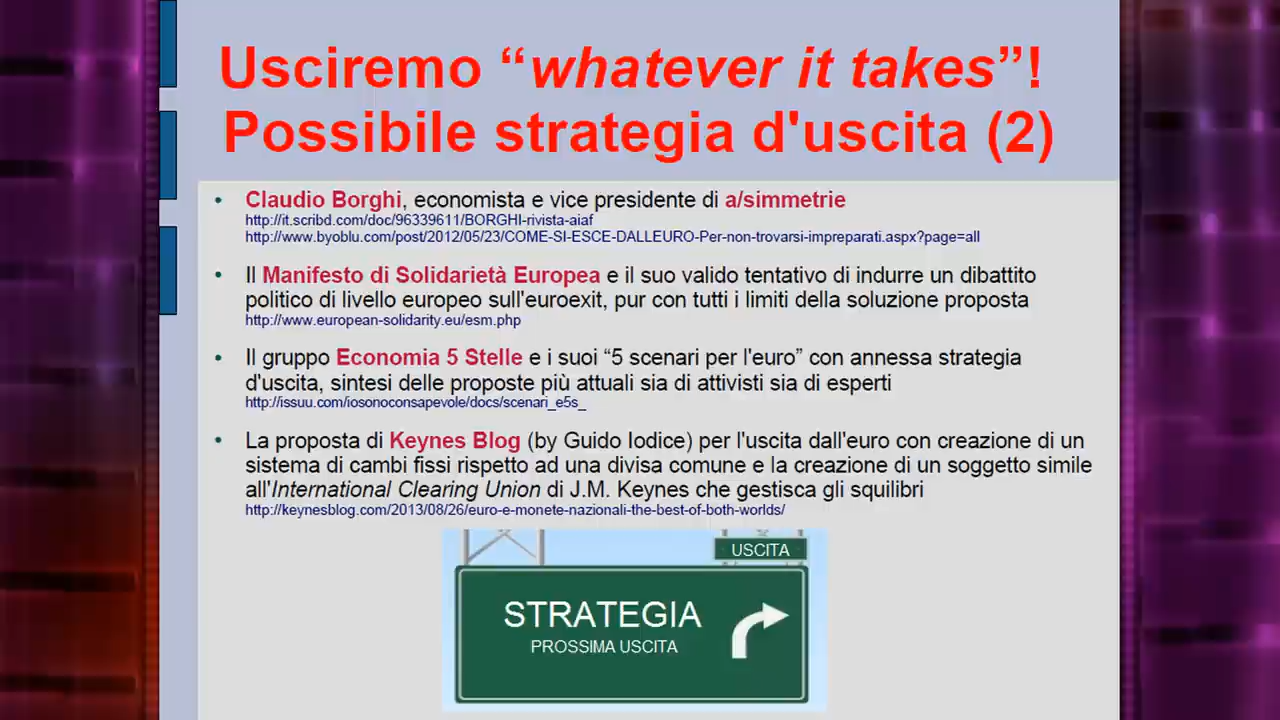 Usciremo “whatever it takes”!
Possibile strategia d'uscita (2)
• Claudio Borghi, economista e vice presidente di a/simmetrie
http://it.scribd.com/doc/96339611/BORGHI-rivista-aiaf
http://www.byoblu.com/post/2012/05/23/COME-SI-ESCE-DALLEURO-Per-non-trovarsi-impreparati.aspx?page=all
• Il Manifesto di Solidarietà Europea e il suo valido tentativo di indurre un dibattito
politico di livello europeo sull'euroexit, pur con tutti i limiti della soluzione proposta
http://www.european-solidarity.eu/esm.php
• Il gruppo Economia 5 Stelle e i suoi “5 scenari per l'euro” con annessa strategia
d'uscita, sintesi delle proposte più attuali sia di attivisti sia di esperti
http://issuu.com/iosonoconsapevole/docs/scenari_e5s_
• La proposta di Keynes Blog (by Guido Iodice) per l'uscita dall'euro con creazione di un
sistema di cambi fissi rispetto ad una divisa comune e la creazione di un soggetto simile
all'International Clearing Union di J.M. Keynes che gestisca gli squilibri
http://keynesblog.com/2013/08/26/euro-e-monete-nazionali-the-best-of-both-worlds/
USCITA
STRATEGIA
PROSSIMA USCITA